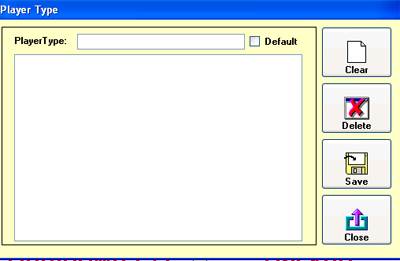 Player Type
PlayerType:
Default
Clear
Delete
Save
Close